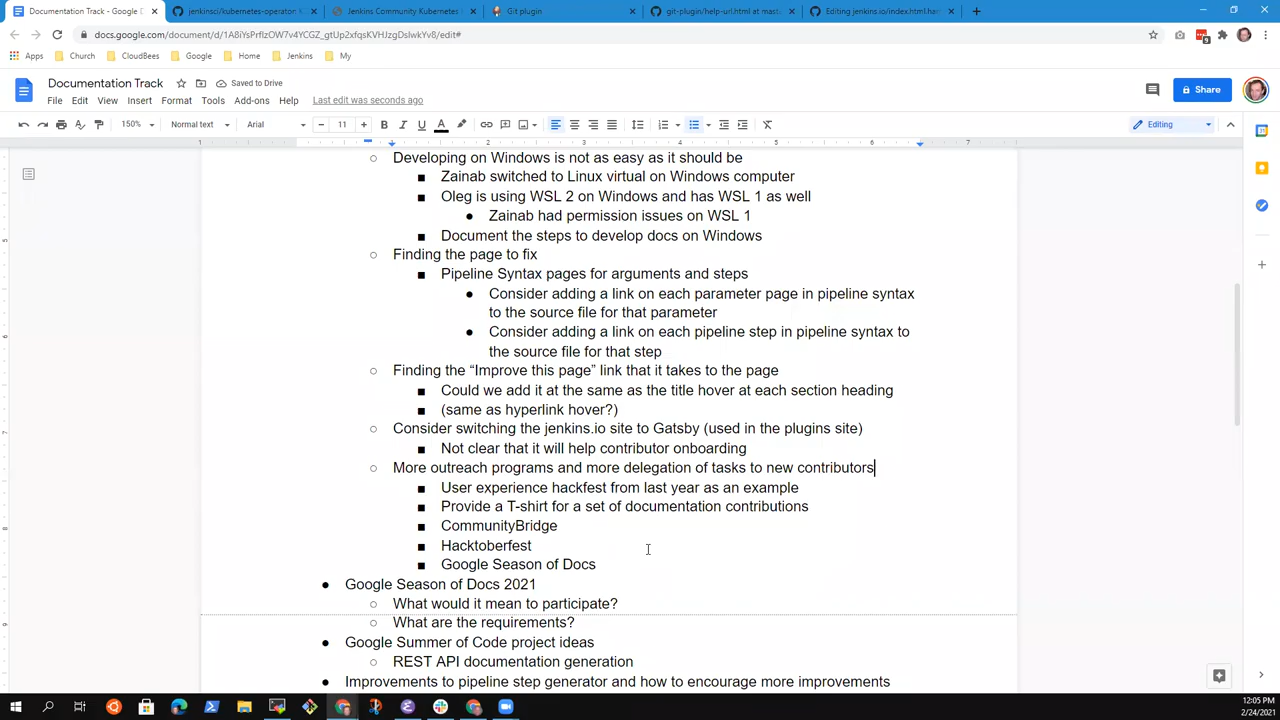 Documentation Track - Google D
jenkinsci/kubernetes-operator: K
Jenkins Community Kubernetes
Git plugin
git-plugin/help-url.html at mast
Editing jenkins.io/index.html.ha
docs.google.com/document/d/1A8iYsPrflzOW7v4YCGZ_gtUp2xfqsKVHJzgDslwkYv8/edit#
Apps
Church
CloudBees
Google
Home
Jenkins
My
Documentation Track
Saved to Drive
File Edit View Insert Format Tools Add-ons Help Last edit was seconds ago
Share
150% Normal text Arial 11
Editing
1 1 2 3 4 5 6 7
○ Developing on Windows is not as easy as it should be
■ Zainab switched to Linux virtual on Windows computer
■ Oleg is using WSL 2 on Windows and has WSL 1 as well
● Zainab had permission issues on WSL 1
■ Document the steps to develop docs on Windows
○ Finding the page to fix
■ Pipeline Syntax pages for arguments and steps
● Consider adding a link on each parameter page in pipeline syntax
to the source file for that parameter
● Consider adding a link on each pipeline step in pipeline syntax to
the source file for that step
○ Finding the “Improve this page” link that it takes to the page
■ Could we add it at the same as the title hover at each section heading
■ (same as hyperlink hover?)
○ Consider switching the jenkins.io site to Gatsby (used in the plugins site)
■ Not clear that it will help contributor onboarding
○ More outreach programs and more delegation of tasks to new contributors
■ User experience hackfest from last year as an example
■ Provide a T-shirt for a set of documentation contributions
■ CommunityBridge
■ Hacktoberfest
■ Google Season of Docs
● Google Season of Docs 2021
○ What would it mean to participate?
○ What are the requirements?
● Google Summer of Code project ideas
○ REST API documentation generation
● Improvements to pipeline step generator and how to encourage more improvements
12:05 PM
2/24/2021